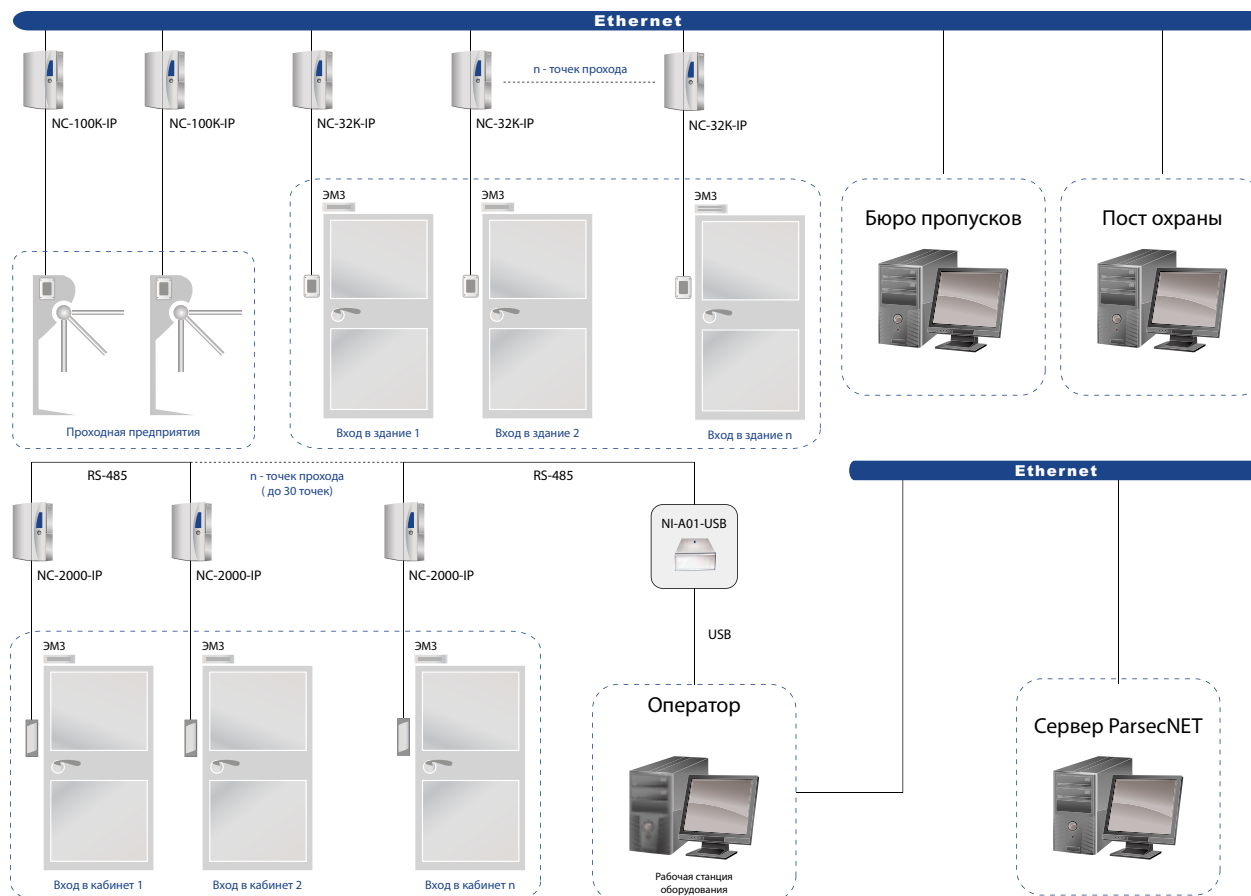 Ethernet
n - точек прохода
NC-100K-IP
NC-100K-IP
NC-32K-IP
NC-32K-IP
NC-32K-IP
ЭМЗ
ЭМЗ
ЭМЗ
Бюро пропусков
Пост охраны
Проходная предприятия
Вход в здание 1
Вход в здание 2
Вход в здание n
RS-485
n - точек прохода
( до 30 точек)
RS-485
Ethernet
NI-A01-USB
NC-2000-IP
NC-2000-IP
NC-2000-IP
USB
ЭМЗ
ЭМЗ
ЭМЗ
Оператор
Сервер ParsecNET
Рабочая станция
оборудования
Вход в кабинет 1
Вход в кабинет 2
Вход в кабинет n